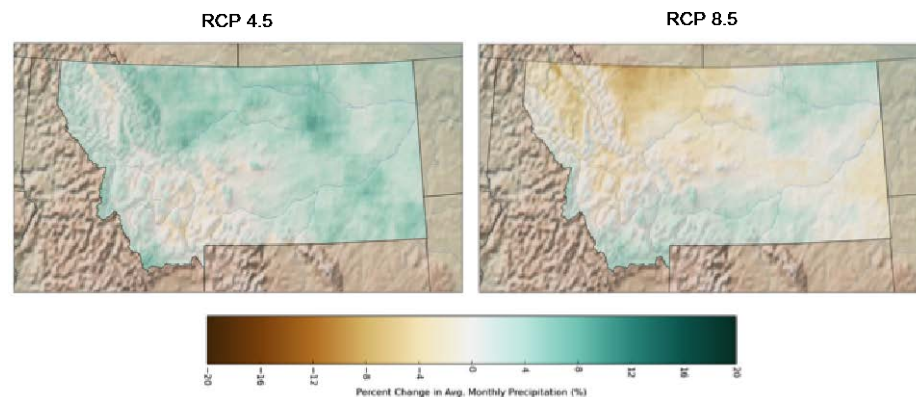 RCP 4.5
RCP 8.5
-20 -16 -12 -8 -4 0 4 8 12 16 20
Percent Change in Avg. Monthly Precipitation (%)